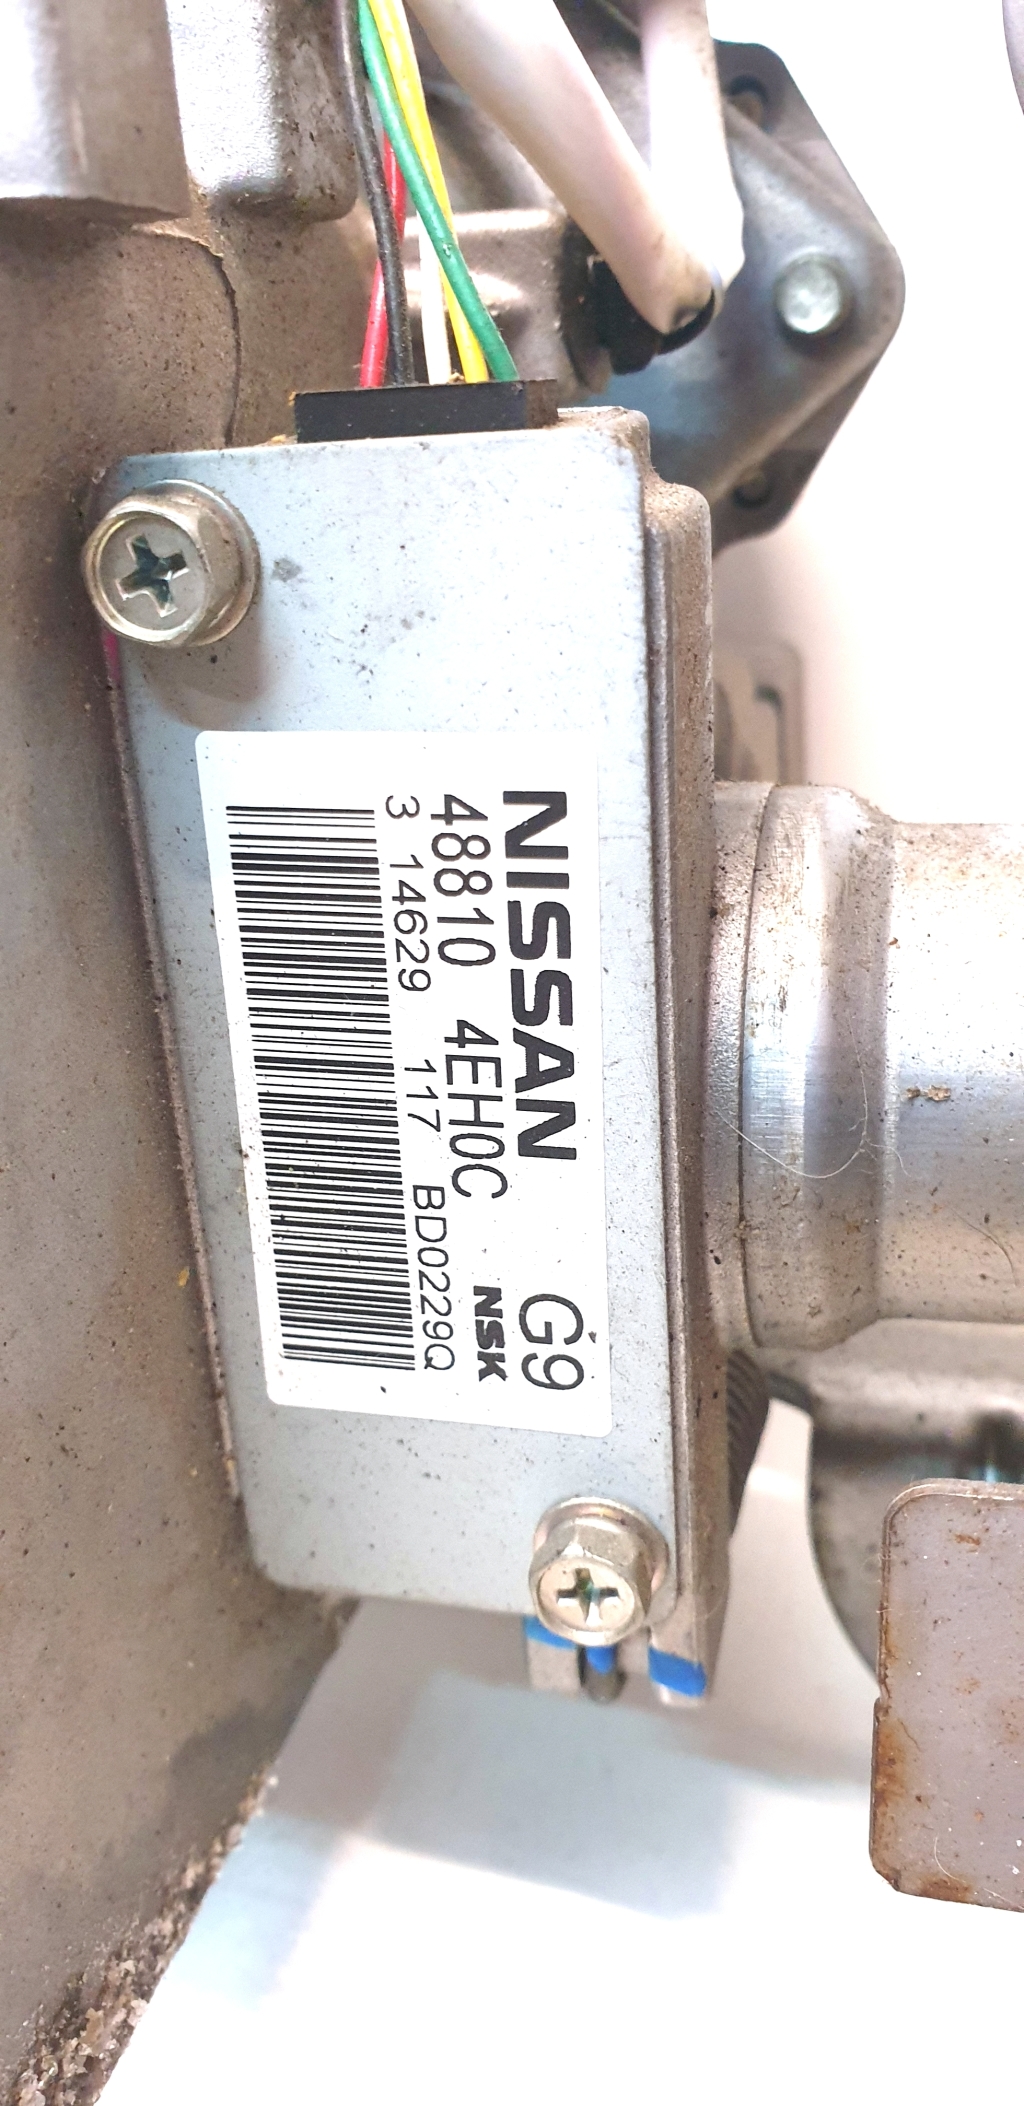 NISSAN G9
48810 4EH0C NSK
3 14629 117 BD0229Q